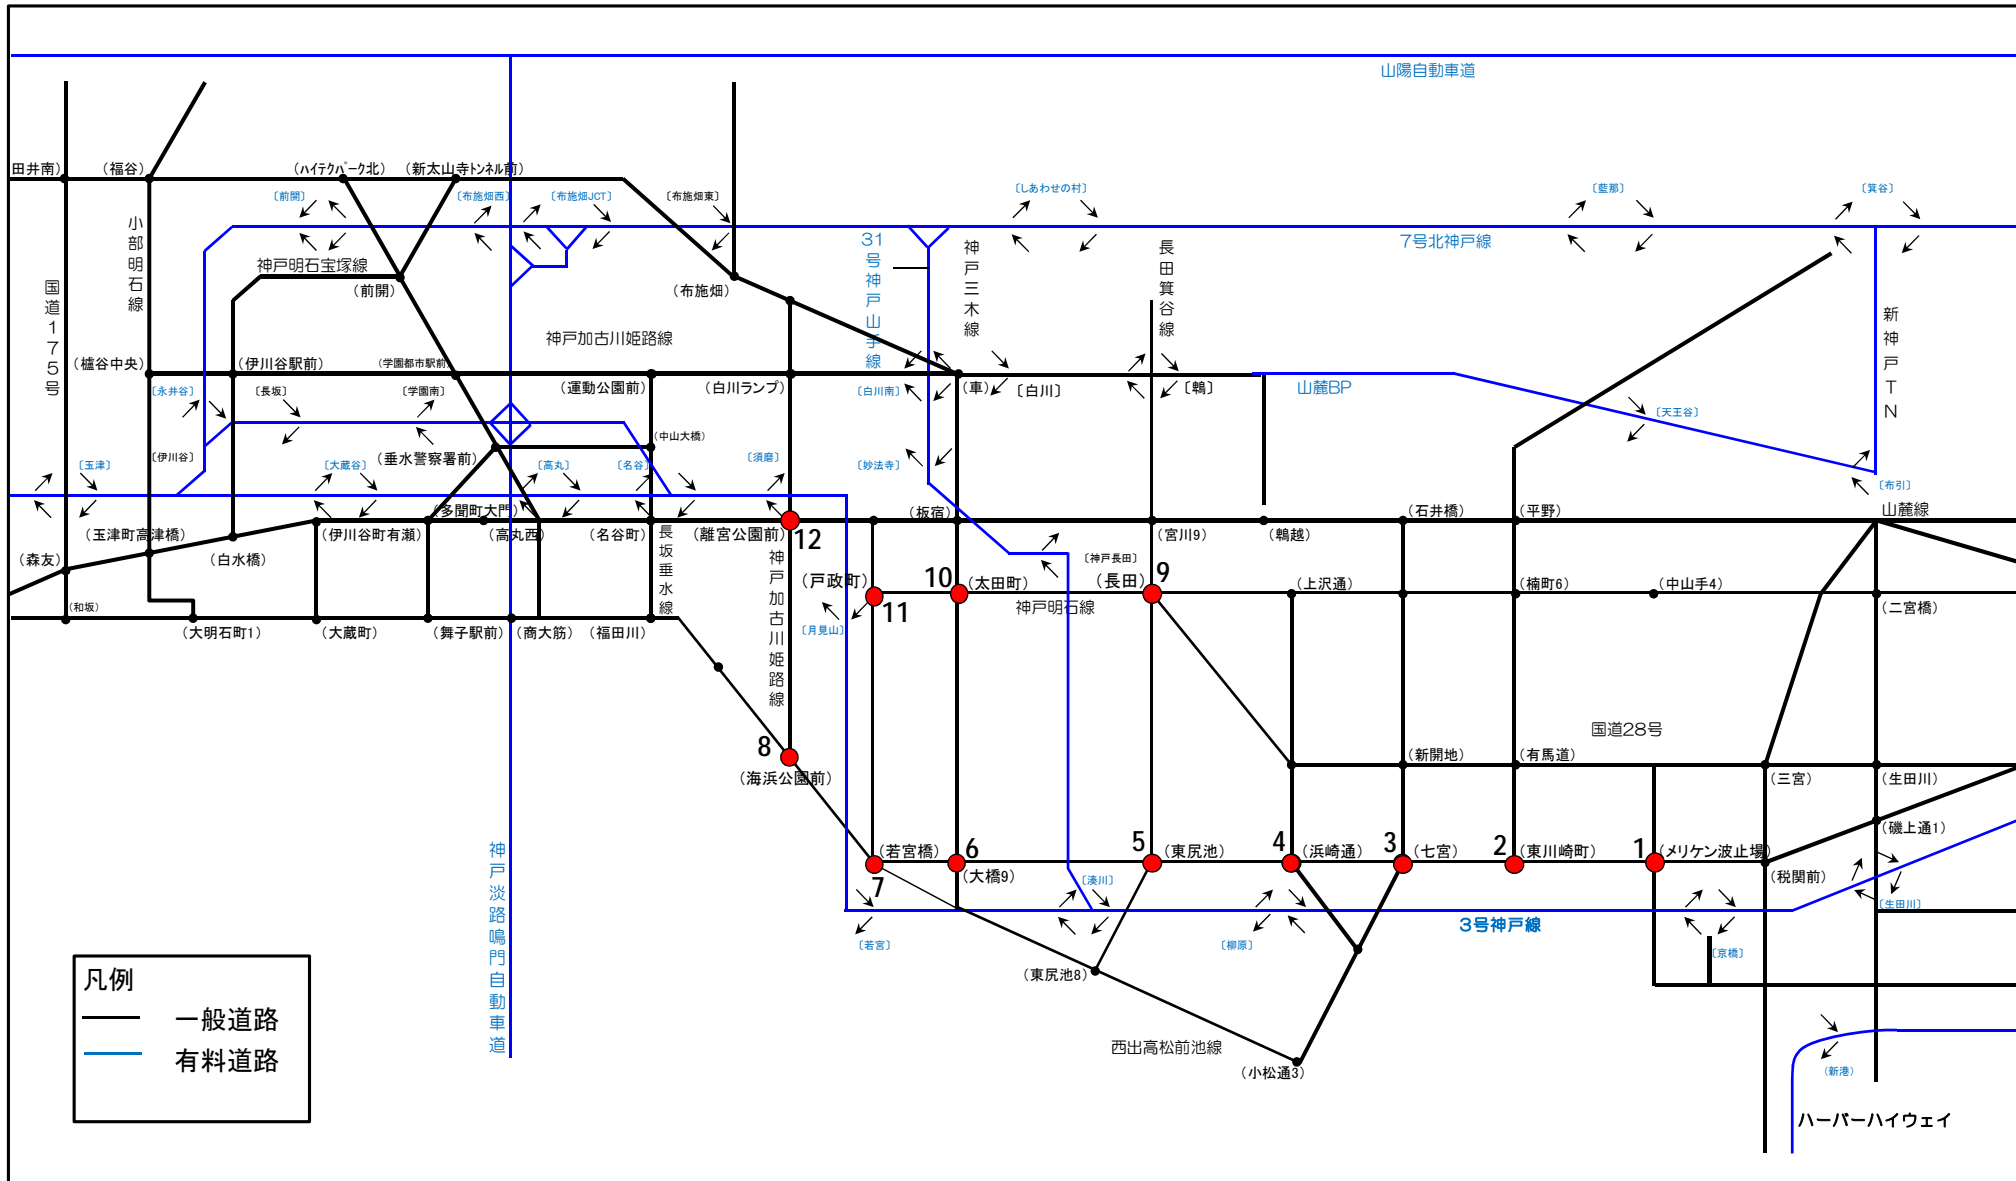 山陽自動車道
田井南）
（福谷）
（ﾊｲﾃｸﾊﾟｰｸ北）
（新太山寺ﾄﾝﾈﾙ前）
〔前開〕
〔布施畑西〕
〔布施畑JCT〕
（布施畑東）
〔しあわせの村〕
〔藍那〕
〔箕谷〕
小部明石線
31号神戸山手線
神戸三木線
長田箕谷線
7号北神戸線
神戸明石宝塚線
（前開）
（布施畑）
国道175号
新神戸TN
神戸加古川姫路線
（櫨谷中央）
（伊川谷駅前）
（学園都市駅前）
（運動公園前）
（白川ランプ）
〔白川南〕
（車）
〔白川〕
〔鵯〕
山麓BP
〔永井谷〕
〔長坂〕
〔学園南〕
〔天王谷〕
（中山大橋）
〔伊川谷〕
〔玉津〕
〔大蔵谷〕
（垂水警察署前）
〔高丸〕
〔名谷〕
〔須磨〕
〔妙法寺〕
〔布引〕
山麓線
（多聞町大門）
（板宿）
（石井橋）
（平野）
（玉津町高津橋）
（伊川谷町有瀬）
（高丸西）
（名谷町）
長坂垂水線
（離宮公園前）
12
（宮川9）
（鵯越）
（森友）
（白水橋）
神戸加古川姫路線
〔神戸長田〕
（戸政町）
11
10
（太田町）
（長田）
9
（上沢通）
（楠町6）
（中山手4）
（二宮橋）
神戸明石線
（和坂）
〔月見山〕
（大明石町1）
（大蔵町）
（舞子駅前）
（商大筋）
（福田川）
国道28号
8
（海浜公園前）
（新開地）
（有馬道）
（三宮）
（生田川）
（磯上通1）
神戸淡路鳴門自動車道
（若宮橋）
7
6
（大橋9）
5
（東尻池）
4
（浜崎通）
3
（七宮）
2
（東川崎町）
1
（メリケン波止場）
（税関前）
〔湊川〕
〔生田川〕
〔若宮〕
〔柳原〕
3号神戸線
〔京橋〕
（東尻池8）
凡例
一般道路
有料道路
西出高松前池線
（小松通3）
（新港）
ハーバーハイウェイ